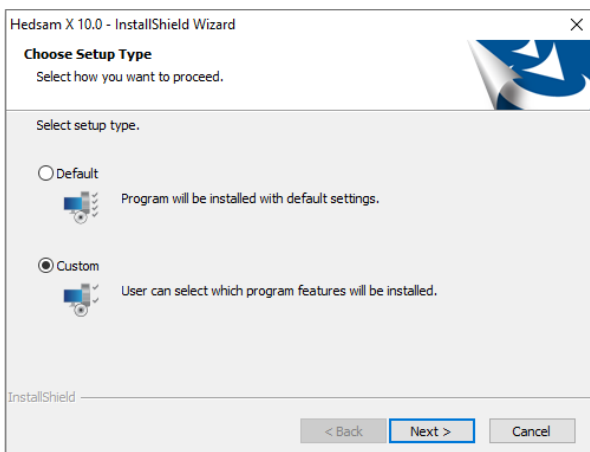 Hedsam X 10.0 - InstallShield Wizard
Choose Setup Type
Select how you want to proceed.
Select setup type.
Default
Program will be installed with default settings.
Custom
User can select which program features will be installed.
InstallShield
< Back
Next >
Cancel